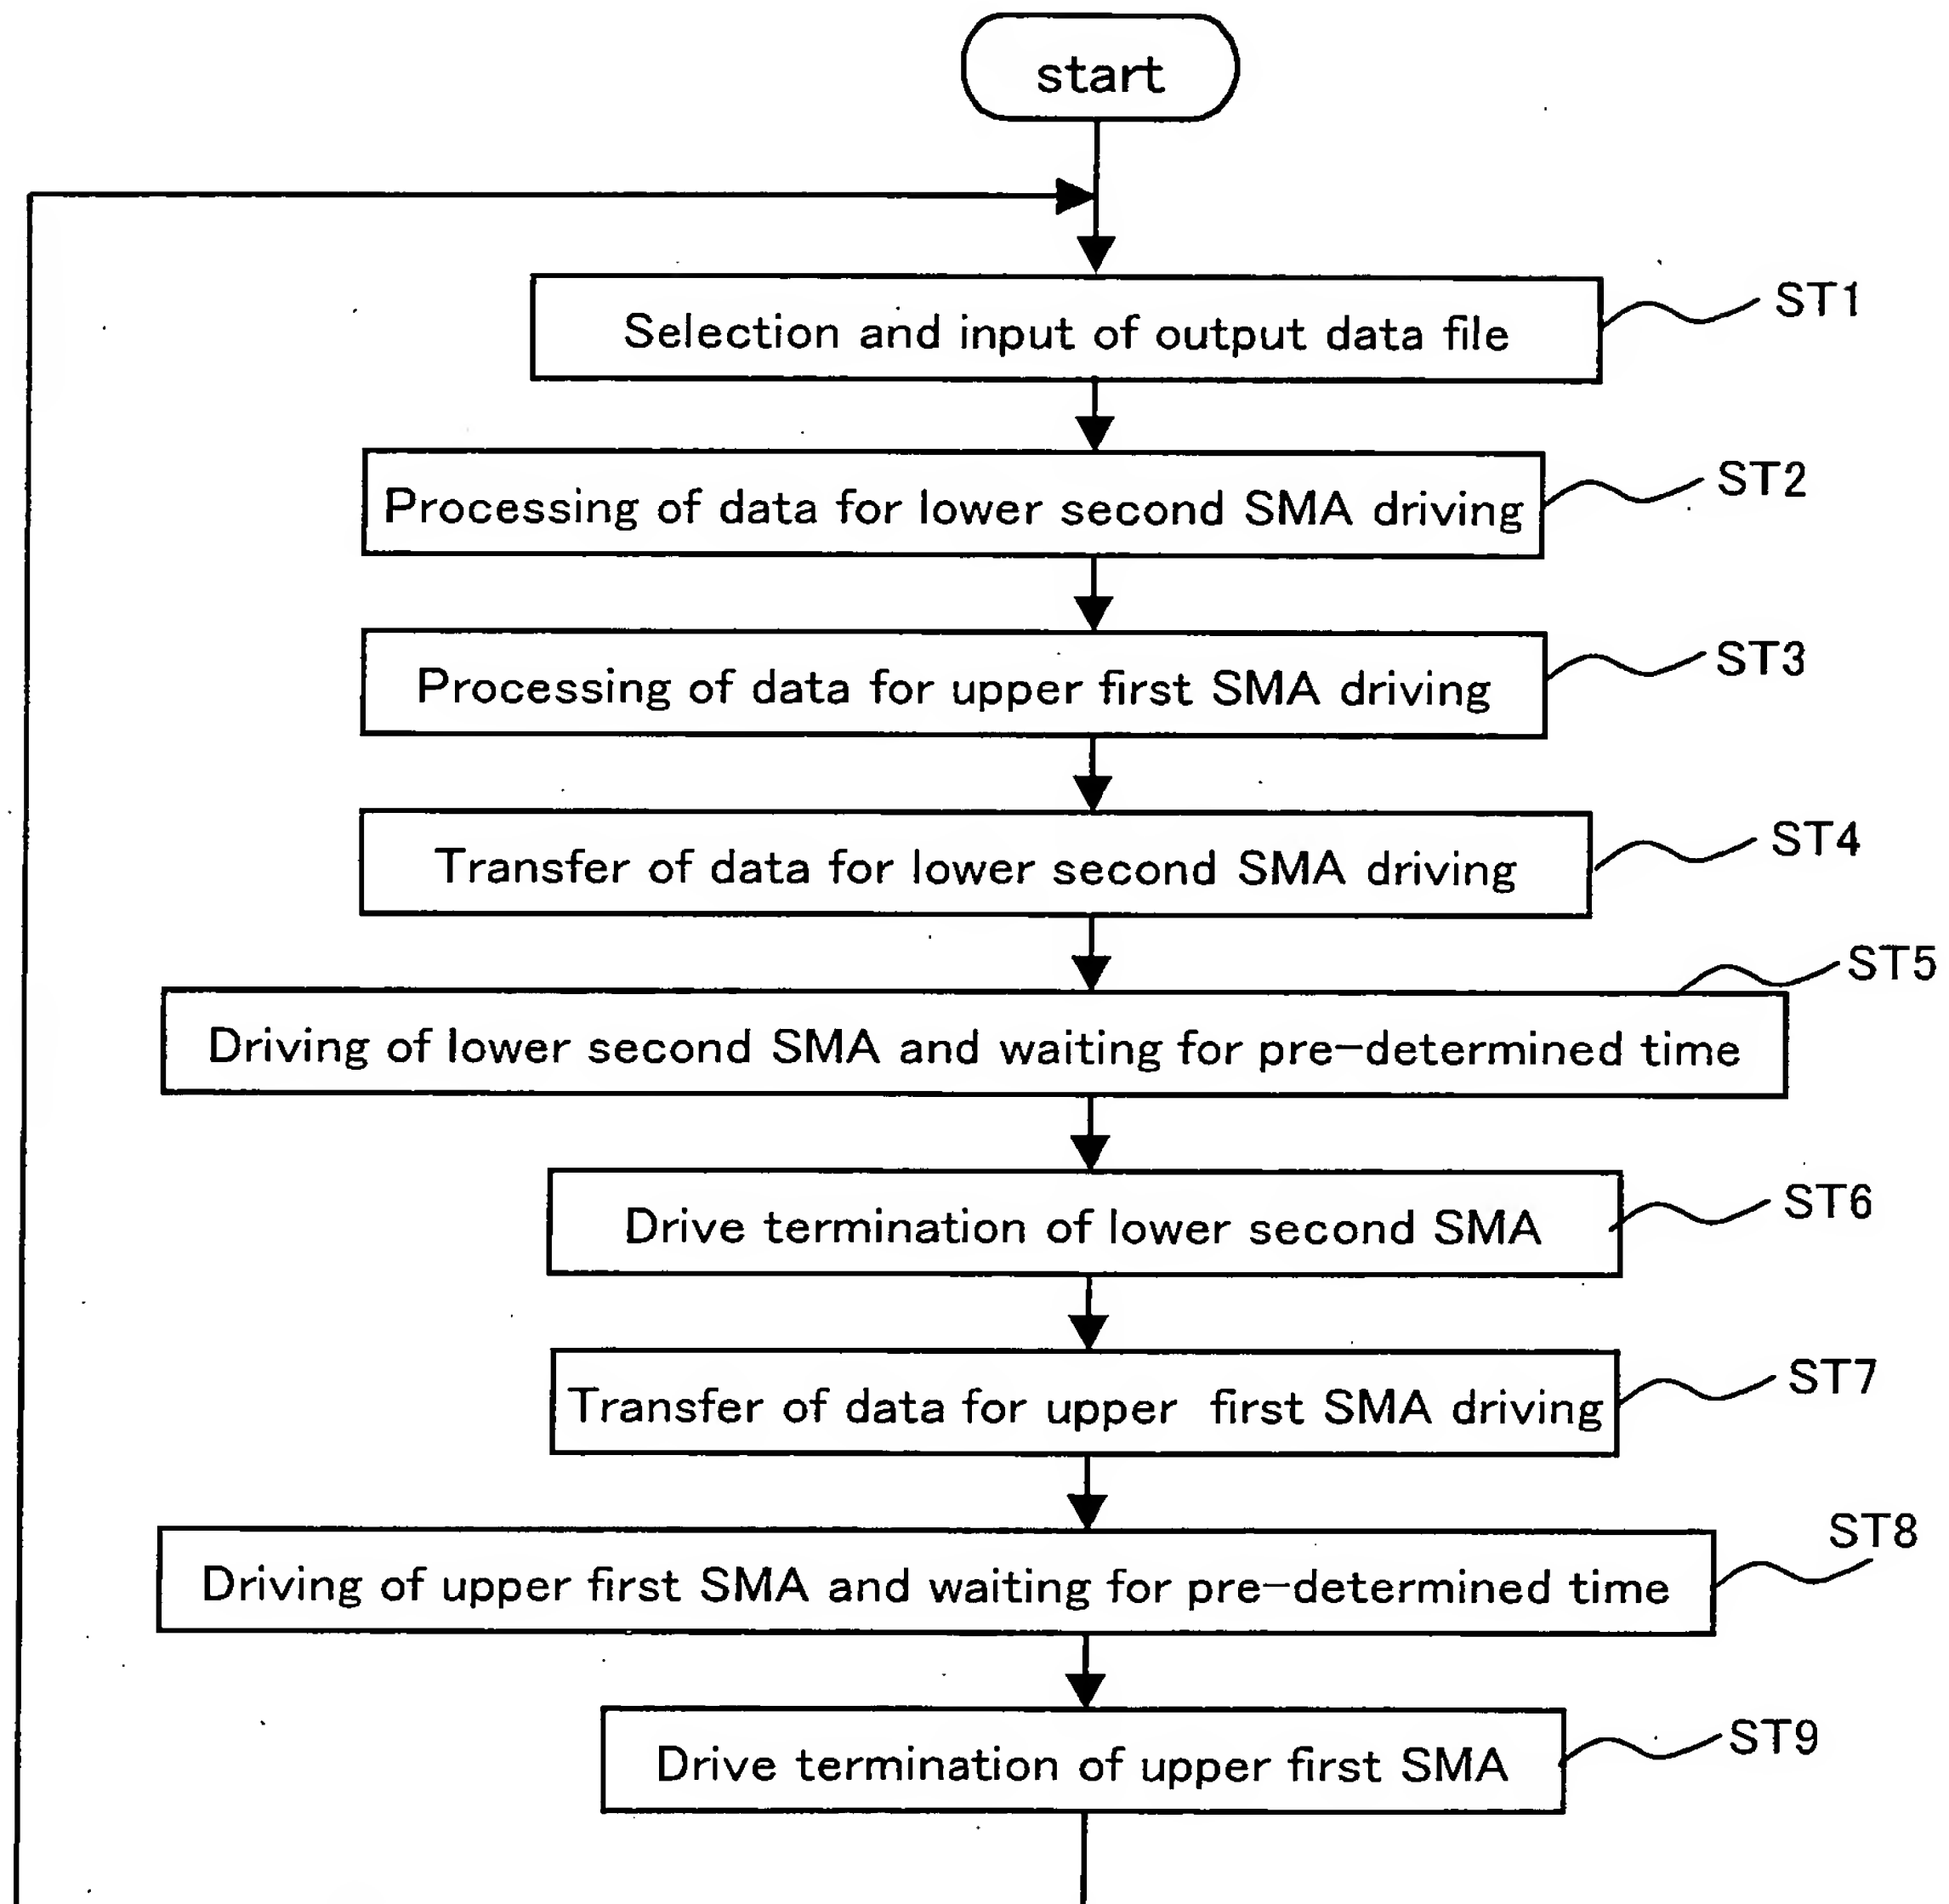 start
Selection and input of output data file
ST1
Processing of data for lower second SMA driving
ST2
Processing of data for upper first SMA driving
ST3
Transfer of data for lower second SMA driving
ST4
ST5
Driving of lower second SMA and waiting for pre-determined time
Drive termination of lower second SMA
ST6
Transfer of data for upper first SMA driving
ST7
Driving of upper first SMA and waiting for pre-determined time
ST8
Drive termination of upper first SMA
ST9